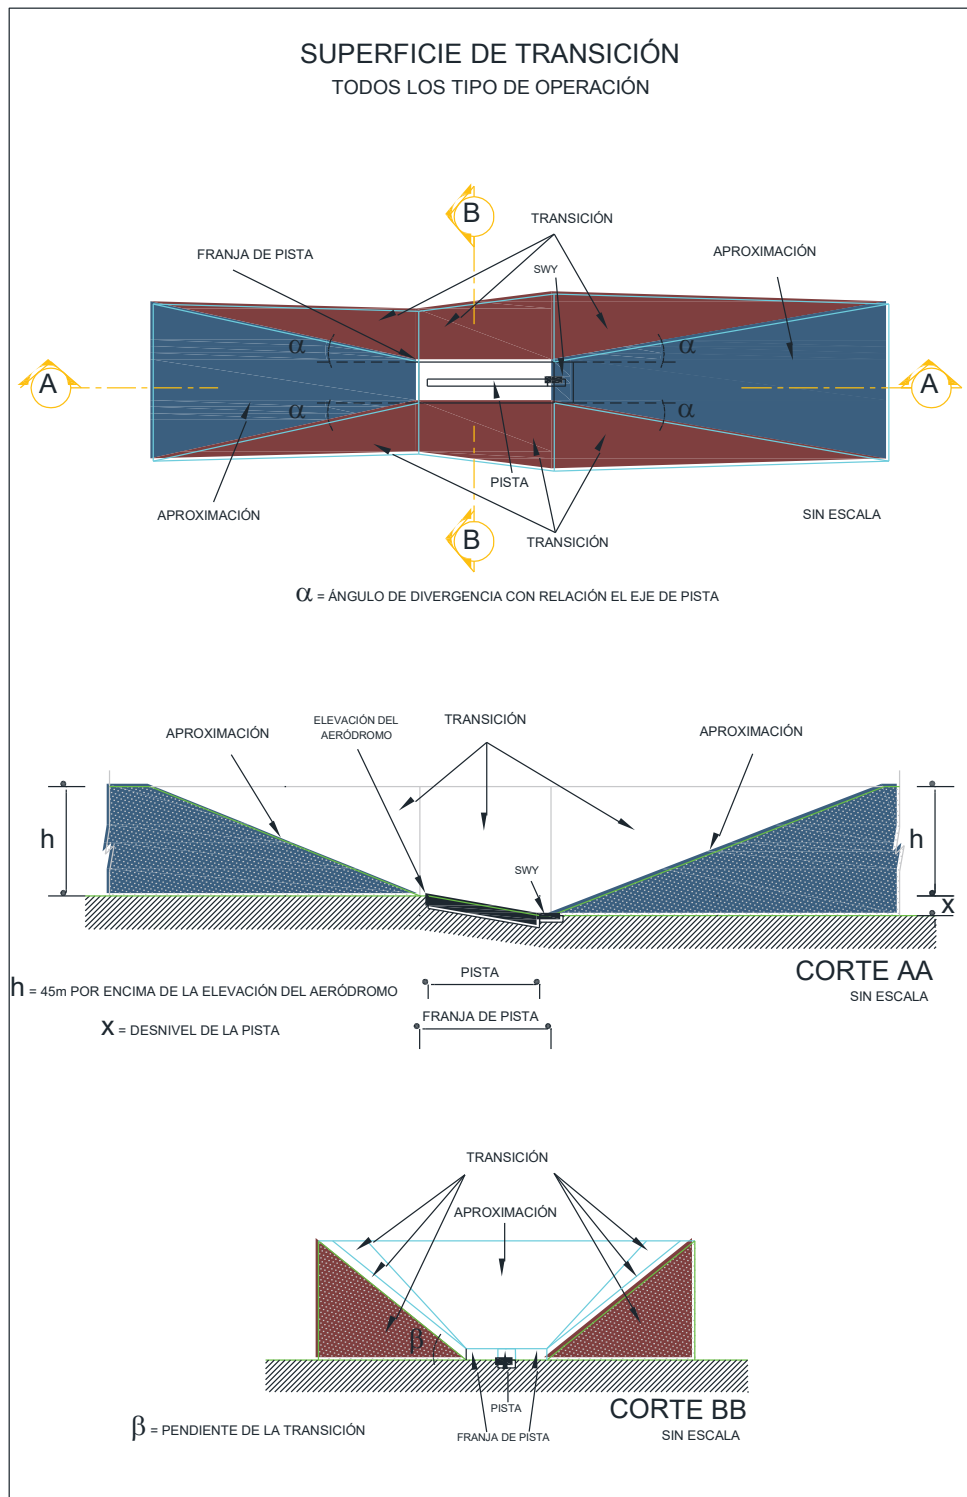 SUPERFICIE DE TRANSICIÓN
TODOS LOS TIPO DE OPERACIÓN
B
TRANSICIÓN
FRANJA DE PISTA
APROXIMACIÓN
SWY
α
α
A
A
α
α
PISTA
APROXIMACIÓN
SIN ESCALA
B
TRANSICIÓN
α = ÁNGULO DE DIVERGENCIA CON RELACIÓN EL EJE DE PISTA
ELEVACIÓN DEL
AERÓDROMO
TRANSICIÓN
APROXIMACIÓN
APROXIMACIÓN
h
h
SWY
x
CORTE AA
SIN ESCALA
PISTA
h = 45m POR ENCIMA DE LA ELEVACIÓN DEL AERÓDROMO
FRANJA DE PISTA
x = DESNIVEL DE LA PISTA
TRANSICIÓN
APROXIMACIÓN
β
PISTA
CORTE BB
SIN ESCALA
FRANJA DE PISTA
β = PENDIENTE DE LA TRANSICIÓN